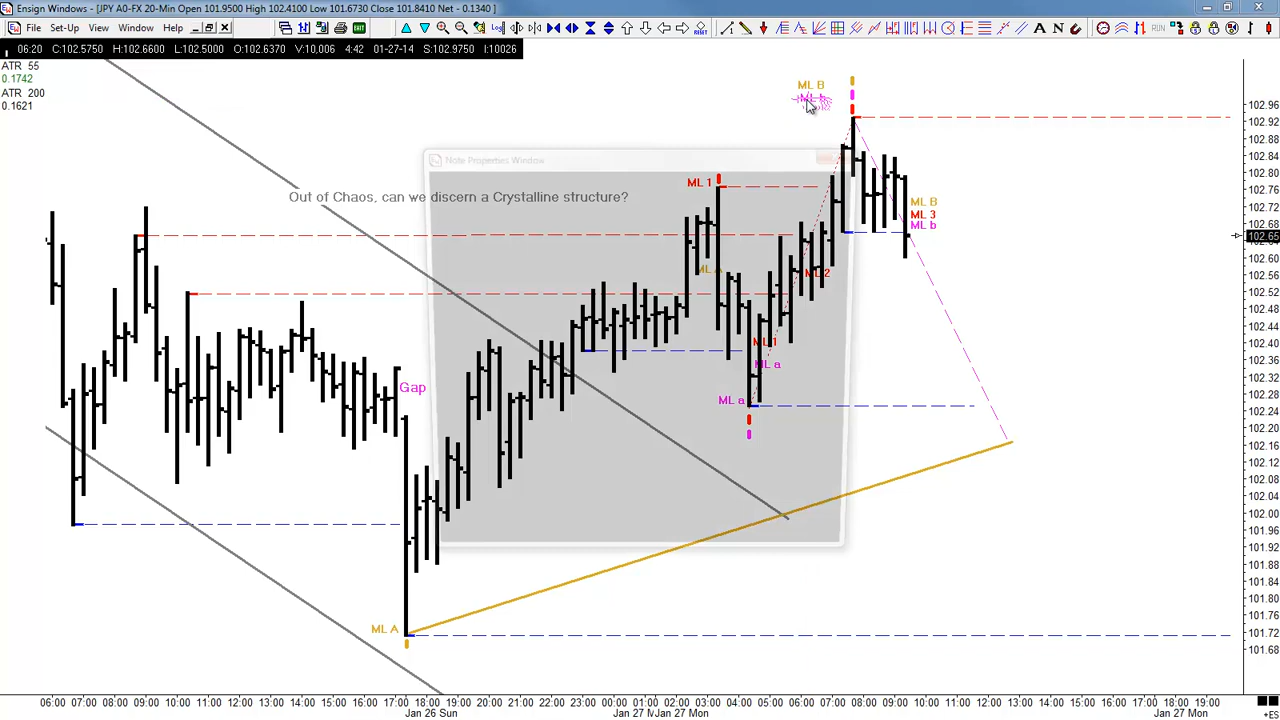 Ensign Windows - [JPY A0-FX 20-Min Open 101.9500 High 102.4100 Low 101.6730 Close 101.8410 Net - 0.1340 ]
File Set-Up View Window Help
06:20 C:102.5750 H:102.6600 L:102.5000 O:102.6370 V:10,006 4:42 01-27-14 S:102.9750 I:10026
ATR 55
0.1742
ATR 200
0.1621
ML B
Note Properties Window
Out of Chaos, can we discern a Crystalline structure?
ML 1
ML B
ML 3
ML b
ML 2
ML 1
ML a
Gap
ML a
ML A
102.96
102.92
102.88
102.84
102.80
102.76
102.72
102.68
102.65
102.60
102.56
102.52
102.48
102.44
102.40
102.36
102.32
102.28
102.24
102.20
102.16
102.12
102.08
102.04
102.00
101.96
101.92
101.88
101.84
101.80
101.76
101.72
101.68
06:00 07:00 08:00 09:00 10:00 11:00 12:00 13:00 14:00 15:00 16:00 17:00 18:00 19:00 20:00 21:00 22:00 23:00 00:00 01:00 02:00 03:00 04:00 05:00 06:00 07:00 08:00 09:00 10:00 11:00 12:00 13:00 14:00 15:00 16:00 17:00 18:00 19:00
Jan 26 Sun Jan 27 Mon 27 Mon Jan 27 Mon
+ES